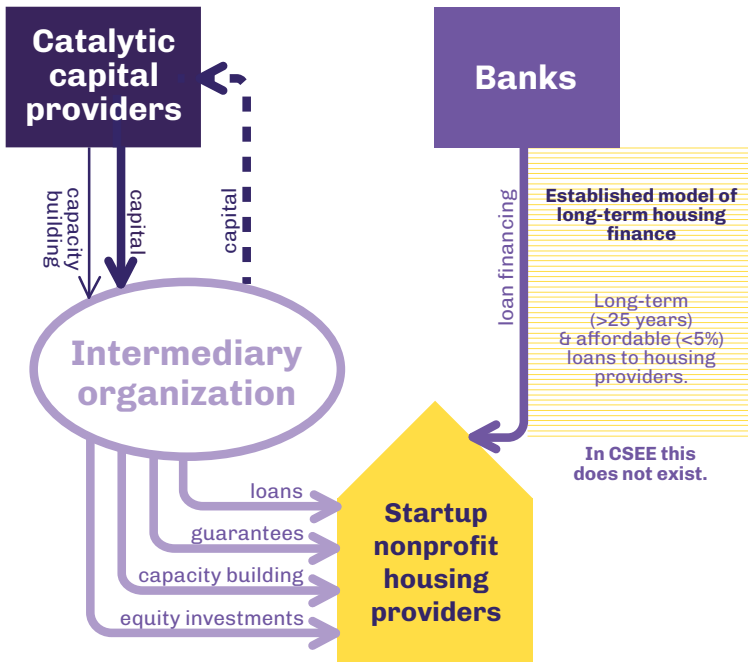 Catalytic
capital
providers
Banks
capacity
building
capital
capital
loan financing
Established model of
long-term housing
finance
Long-term
(>25 years)
& affordable (<5%)
loans to housing
providers.
Intermediary
organization
In CSEE this
does not exist.
loans
guarantees
capacity building
equity investments
Startup
nonprofit
housing
providers